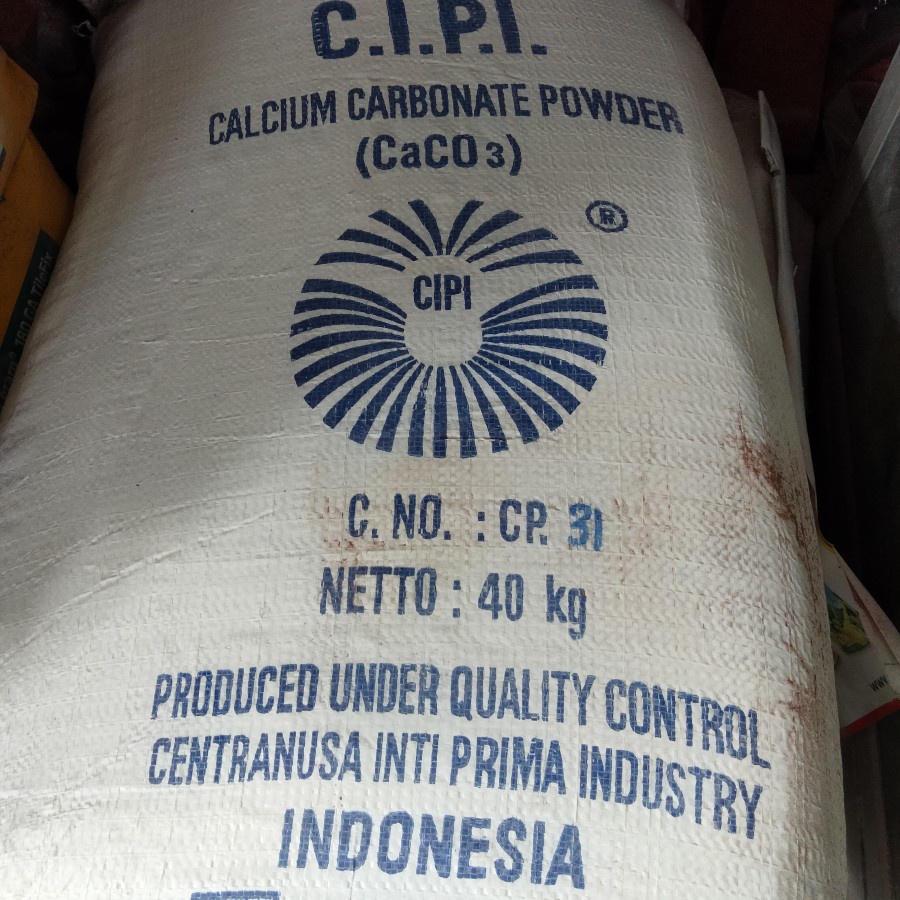 C.I.P.I.
CALCIUM CARBONATE POWDER
(CaCO3)
R
CIPI
C. NO. : CP. 31
NETTO : 40 kg
PRODUCED UNDER QUALITY CONTROL
CENTRANUSA INTI PRIMA INDUSTRY
INDONESIA